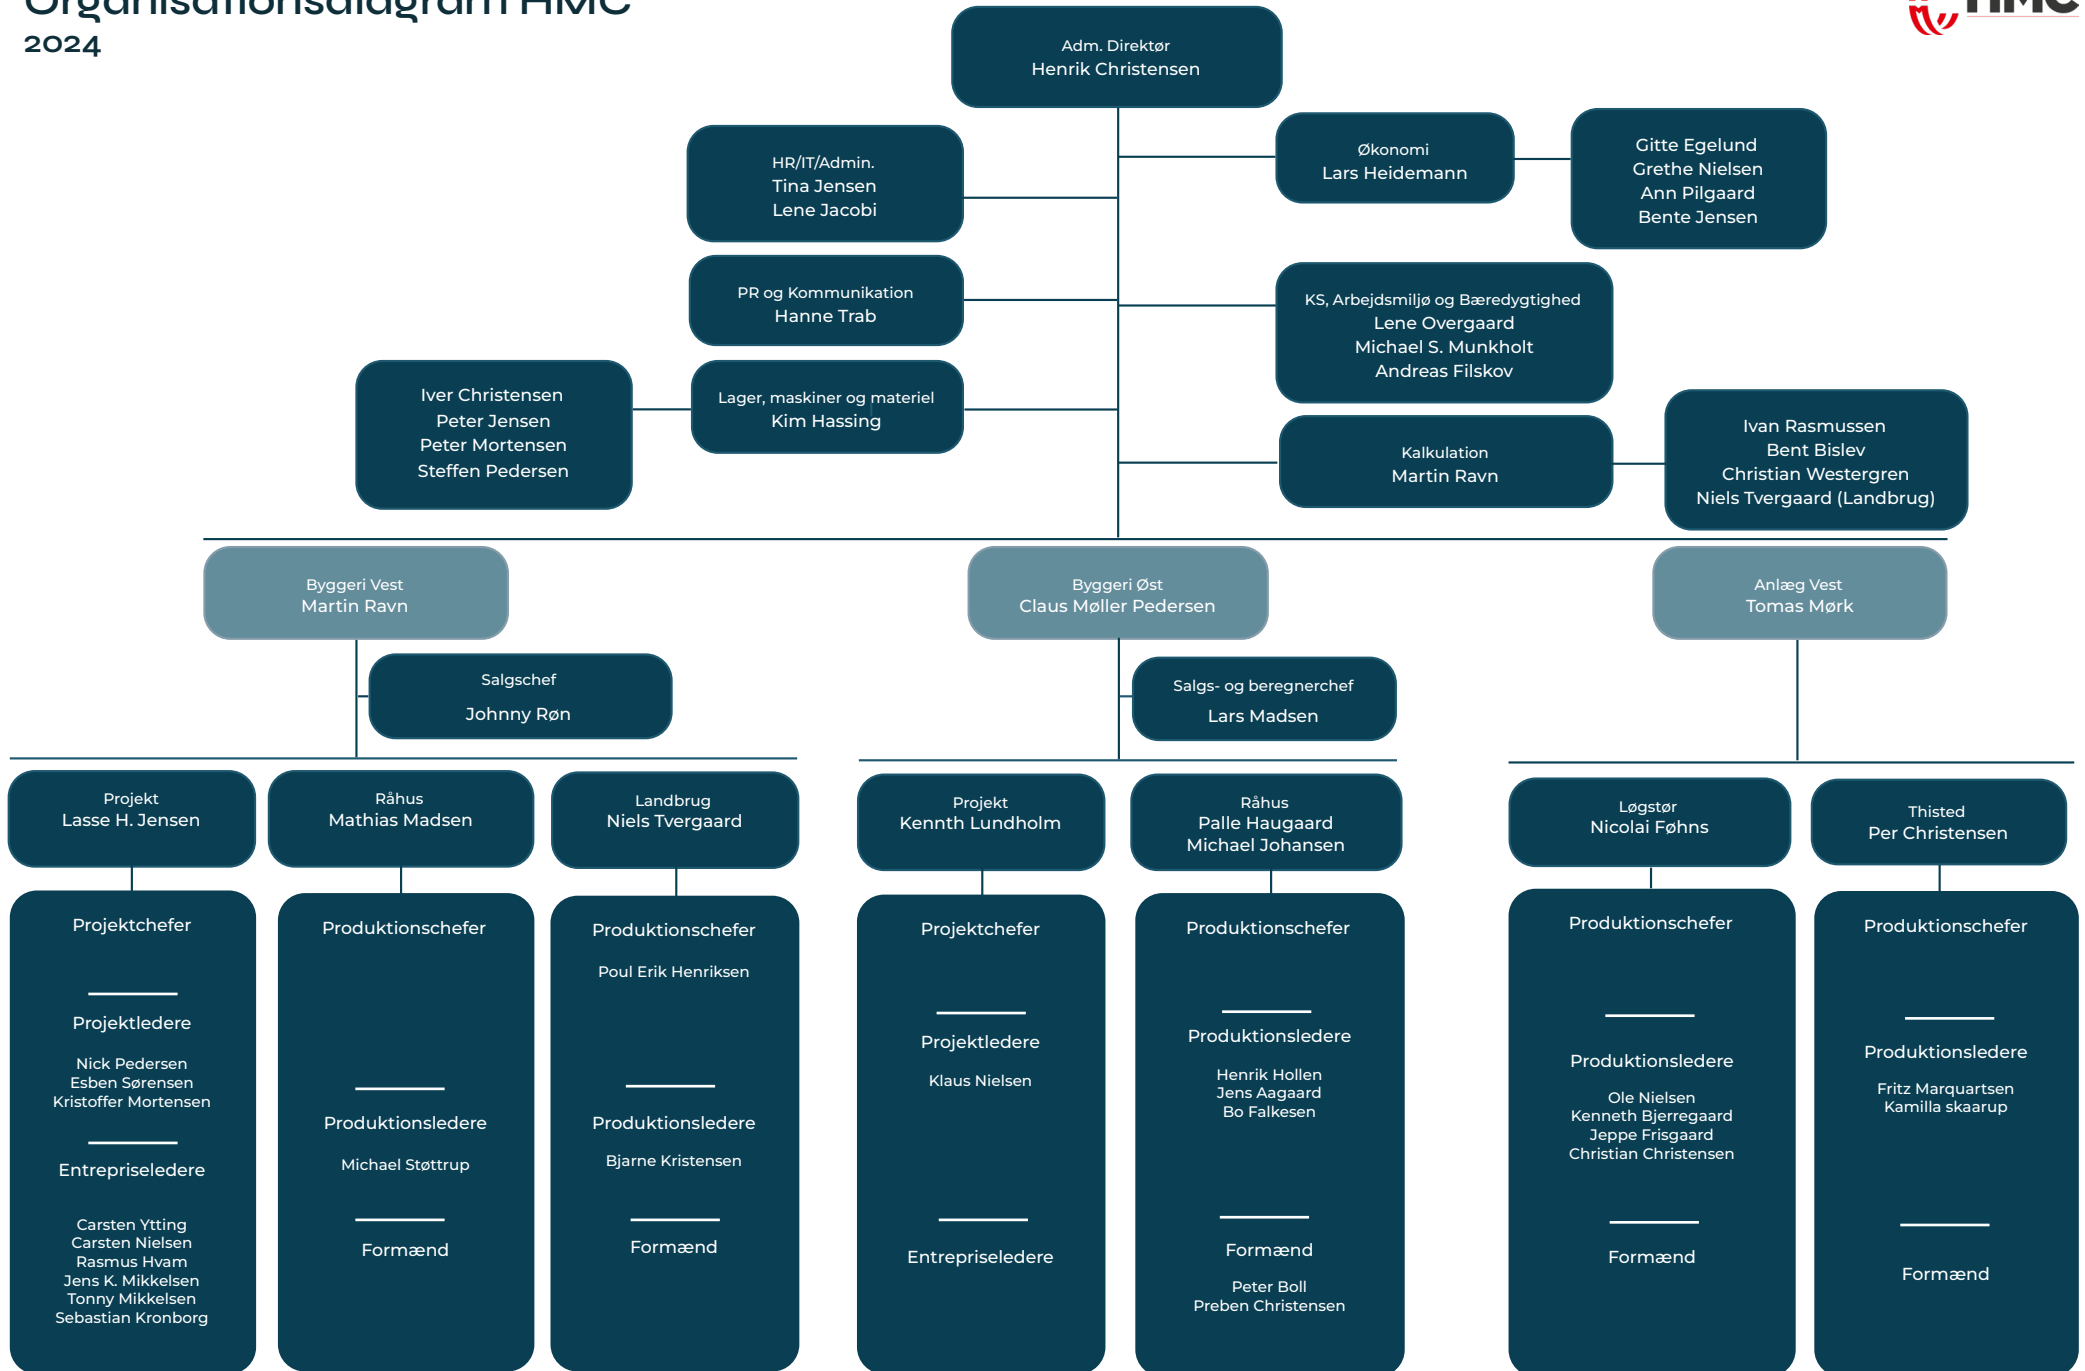 Organisationsdiagram HMC
2024
HMC
Adm. Direktør
Henrik Christensen
HR/IT/Admin.
Tina Jensen
Lene Jacobi
Økonomi
Lars Heidemann
Gitte Egelund
Grethe Nielsen
Ann Pilgaard
Bente Jensen
PR og Kommunikation
Hanne Trab
KS, Arbejdsmiljø og Bæredygtighed
Lene Overgaard
Michael S. Munkholt
Andreas Filskov
Iver Christensen
Peter Jensen
Peter Mortensen
Steffen Pedersen
Lager, maskiner og materiel
Kim Hassing
Kalkulation
Martin Ravn
Ivan Rasmussen
Bent Bislev
Christian Westergren
Niels Tvergaard (Landbrug)
Byggeri Vest
Martin Ravn
Byggeri Øst
Claus Møller Pedersen
Anlæg Vest
Tomas Mørk
Salgschef
Johnny Røn
Salgs- og beregnerchef
Lars Madsen
Projekt
Lasse H. Jensen
Råhus
Mathias Madsen
Landbrug
Niels Tvergaard
Projekt
Kennth Lundholm
Råhus
Palle Haugaard
Michael Johansen
Løgstør
Nicolai Føhns
Thisted
Per Christensen
Projektchefer
Projektledere
Nick Pedersen
Esben Sørensen
Kristoffer Mortensen
Entrepriseledere
Carsten Ytting
Carsten Nielsen
Rasmus Hvam
Jens K. Mikkelsen
Tonny Mikkelsen
Sebastian Kronborg
Produktionschefer
Produktionsledere
Michael Støttrup
Formænd
Produktionschefer
Poul Erik Henriksen
Produktionsledere
Bjarne Kristensen
Formænd
Projektchefer
Projektledere
Klaus Nielsen
Entrepriseledere
Produktionschefer
Produktionsledere
Henrik Hollen
Jens Aagaard
Bo Falkesen
Formænd
Peter Boll
Preben Christensen
Produktionschefer
Produktionsledere
Ole Nielsen
Kenneth Bjerregaard
Jeppe Frisgaard
Christian Christensen
Formænd
Produktionschefer
Produktionsledere
Fritz Marquartsen
Kamilla skaarup
Formænd